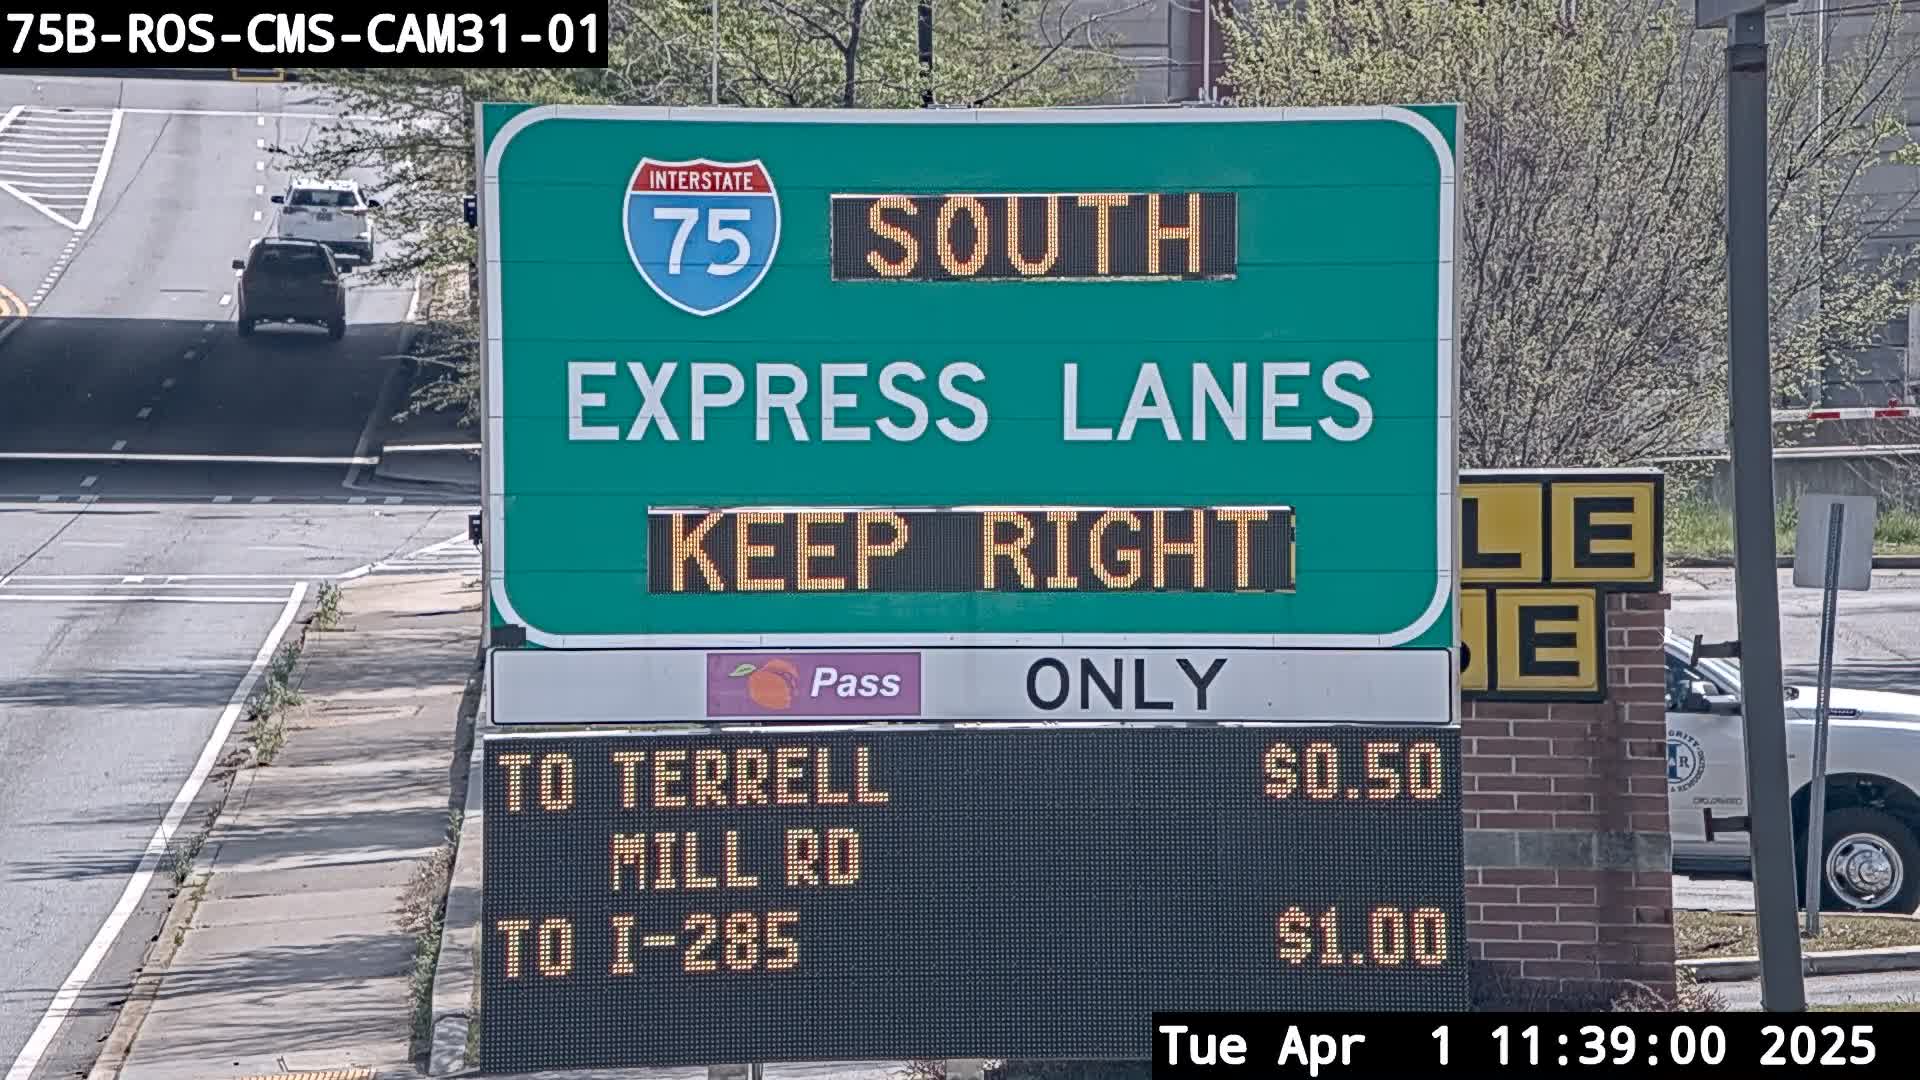 75B-ROS-CMS-CAM31-01
INTERSTATE
75
SOUTH
EXPRESS LANES
KEEP RIGHT
Pass ONLY
TO TERRELL $0.50
MILL RD
TO I-285 $1.00
LE
E
Tue Apr 1 11:39:00 2025